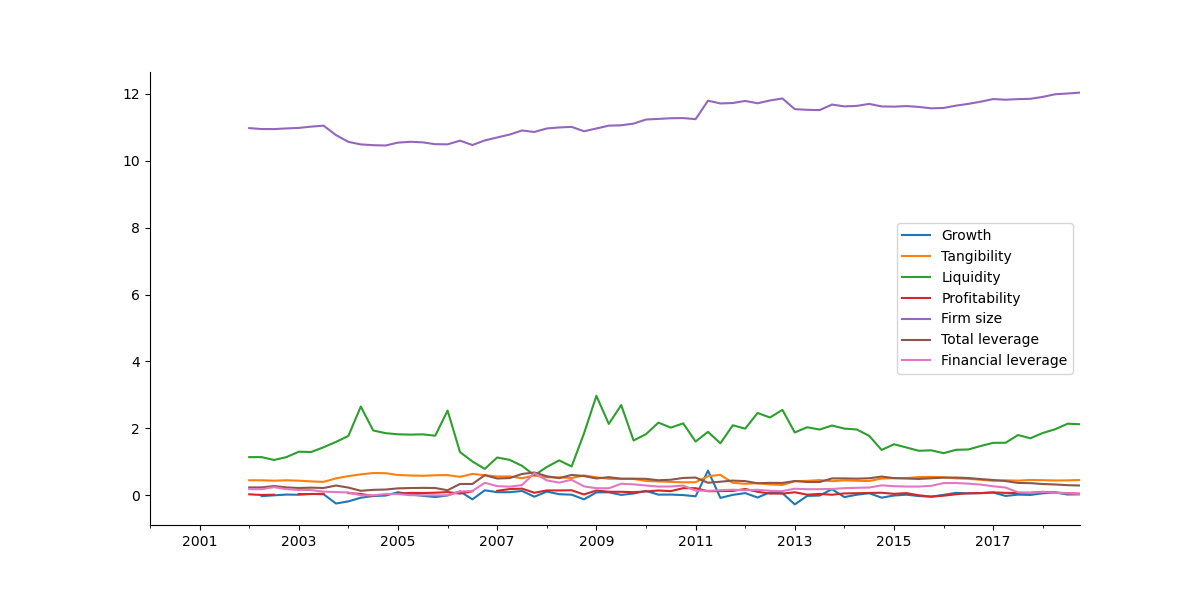 12
10
8
6
4
2
0
Growth
Tangibility
Liquidity
Profitability
Firm size
Total leverage
Financial leverage
2001 2003 2005 2007 2009 2011 2013 2015 2017